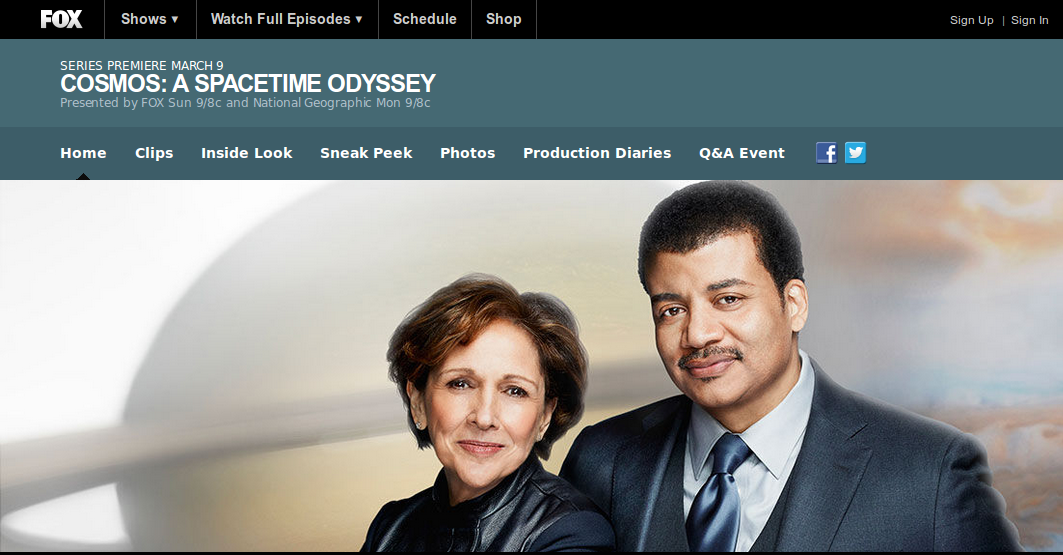 FOX Shows ▾ Watch Full Episodes ▾ Schedule Shop Sign Up | Sign In
SERIES PREMIERE MARCH 9
COSMOS: A SPACETIME ODYSSEY
Presented by FOX Sun 9/8c and National Geographic Mon 9/8c
Home Clips Inside Look Sneak Peek Photos Production Diaries Q&A Event